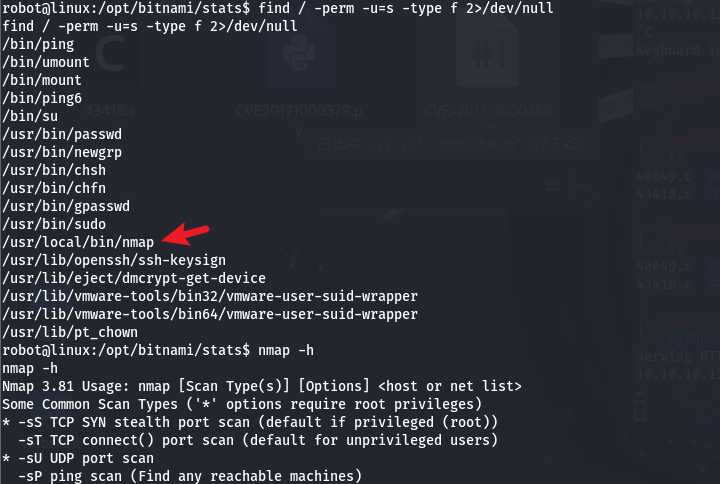 robot@linux:/opt/bitnami/stats$ find / -perm -u=s -type f 2>/dev/null
find / -perm -u=s -type f 2>/dev/null
/bin/ping
/bin/umount
/bin/mount
/bin/ping6
/bin/su
/usr/bin/passwd
/usr/bin/newgrp
/usr/bin/chsh
/usr/bin/chfn
/usr/bin/gpasswd
/usr/bin/sudo
/usr/local/bin/nmap
/usr/lib/openssh/ssh-keysign
/usr/lib/eject/dmcrypt-get-device
/usr/lib/vmware-tools/bin32/vmware-user-suid-wrapper
/usr/lib/vmware-tools/bin64/vmware-user-suid-wrapper
/usr/lib/pt_chown
robot@linux:/opt/bitnami/stats$ nmap -h
nmap -h
Nmap 3.81 Usage: nmap [Scan Type(s)] [Options] <host or net list>
Some Common Scan Types ('*' options require root privileges)
* -sS TCP SYN stealth port scan (default if privileged (root))
  -sT TCP connect() port scan (default for unprivileged users)
* -sU UDP port scan
  -sP ping scan (Find any reachable machines)
C
#!
43418.c
CVE20171000379.p
y
CVE-2017-1000366
10.10.10.1
^C
Keyboard i
ls
40049.c
43418.c
ls
40049.c
43418.c
python
Serving HT
10.10.10.1